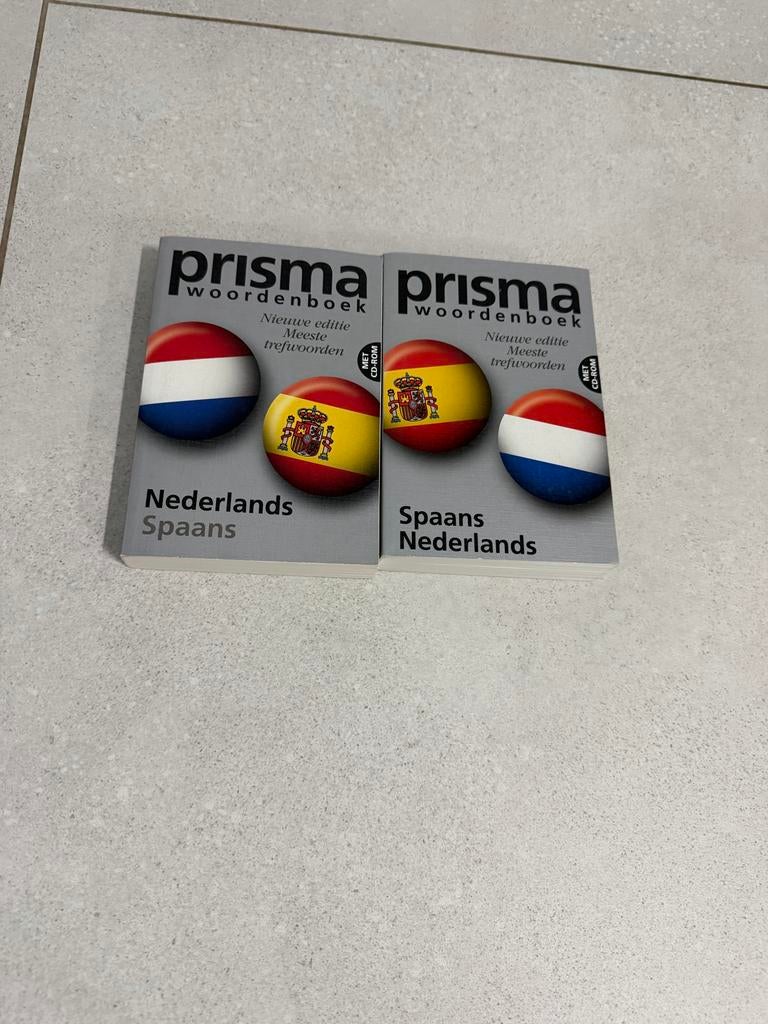 prisma
woordenboek
Nieuwe editie
Meeste
trefwoorden
MET
CD-ROM
Nederlands
Spaans
prisma
woordenboek
Nieuwe editie
Meeste
trefwoorden
MET
CD-ROM
Spaans
Nederlands